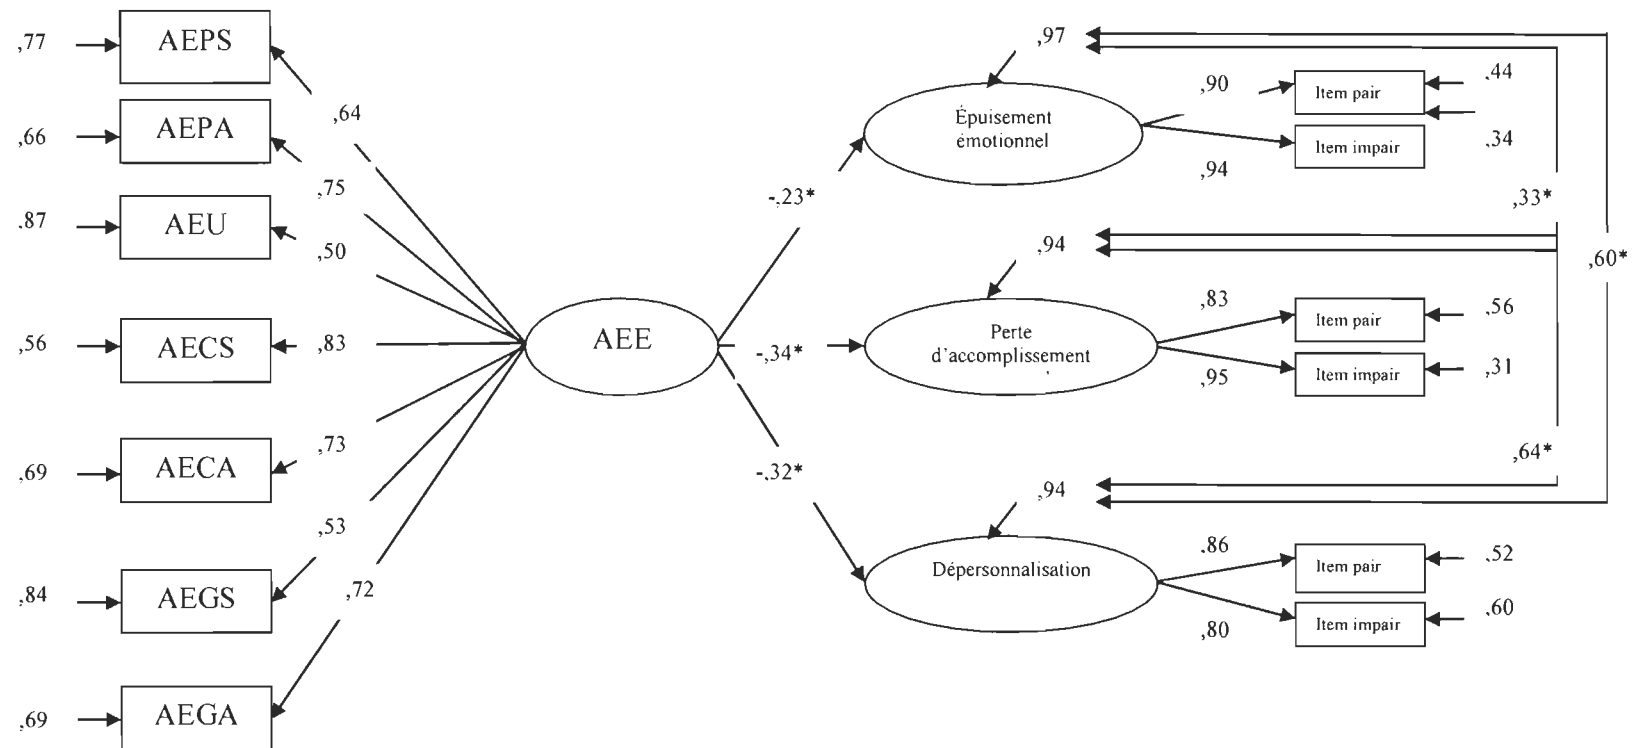 ,77
AEPS
,64
,66
AEPA
,75
.87
AEU
,50
,56
AECS
,83
,69
AECA
,73
,84
AEGS
,53
,69
AEGA
,72
AEE
-,23*
-,34*
-,32*
,97
Épuisement
émotionnel
,90
Item pair
,44
,94
Item impair
,34
,33*
,60*
,94
Perte
d'accomplissement
,83
Item pair
,56
,95
Item impair
,31
,64*
,94
Dépersonnalisation
,86
Item pair
,52
,80
Item impair
,60